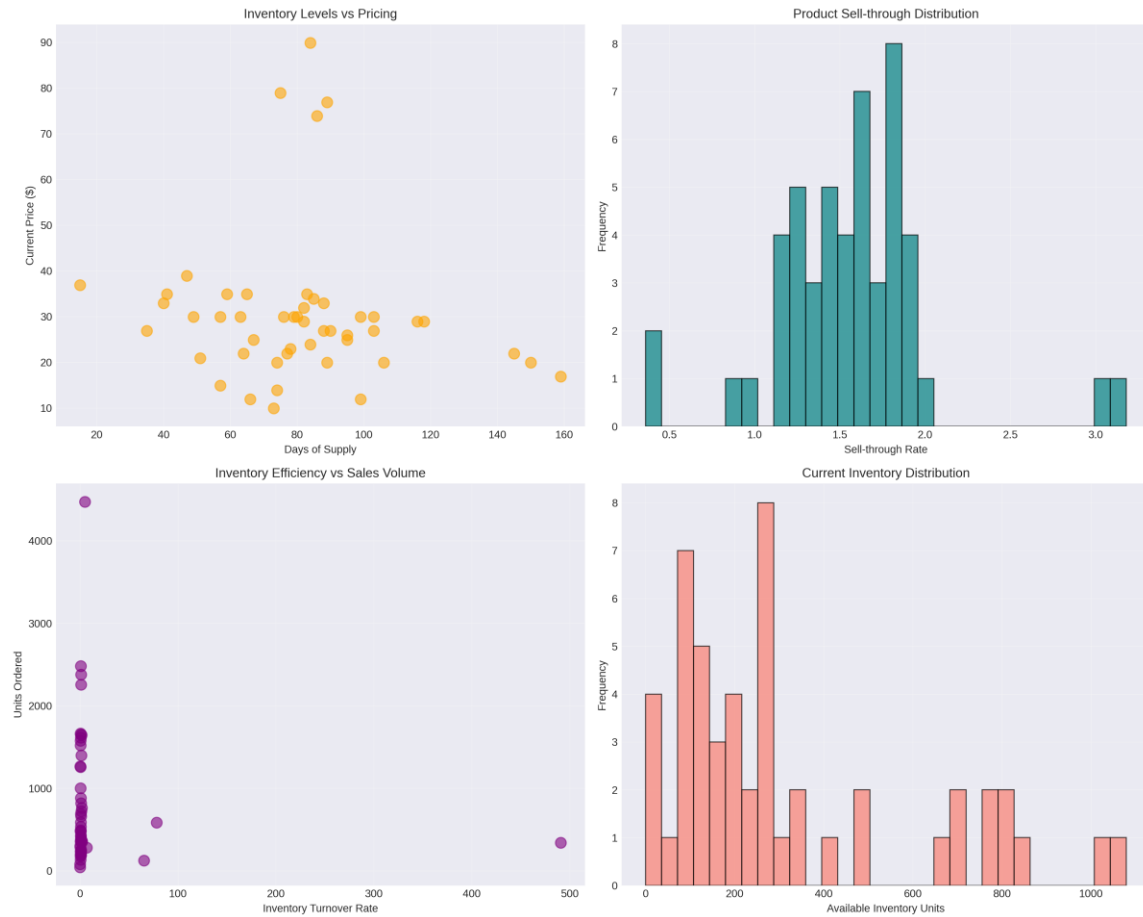 Inventory Levels vs Pricing
Current Price ($)
90
80
70
60
50
40
30
20
10
20 40 60 80 100 120 140 160
Days of Supply
Product Sell-through Distribution
Frequency
8
7
6
5
4
3
2
1
0
0.5 1.0 1.5 2.0 2.5 3.0
Sell-through Rate
Inventory Efficiency vs Sales Volume
Units Ordered
4000
3000
2000
1000
0
0 100 200 300 400 500
Inventory Turnover Rate
Current Inventory Distribution
Frequency
8
7
6
5
4
3
2
1
0
0 200 400 600 800 1000
Available Inventory Units